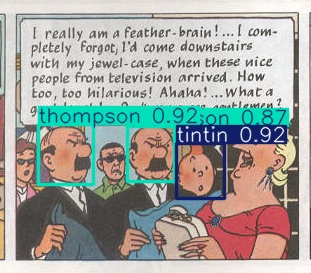 I really am a feather-brain!... I com-
pletely forgot, I'd come downstairs
with my jewel-case, when these nice
people from television arrived. How
too, too hilarious! Ahaha!... What a
gentlemen?
thompson 0.92
son 0.87
tintin 0.92